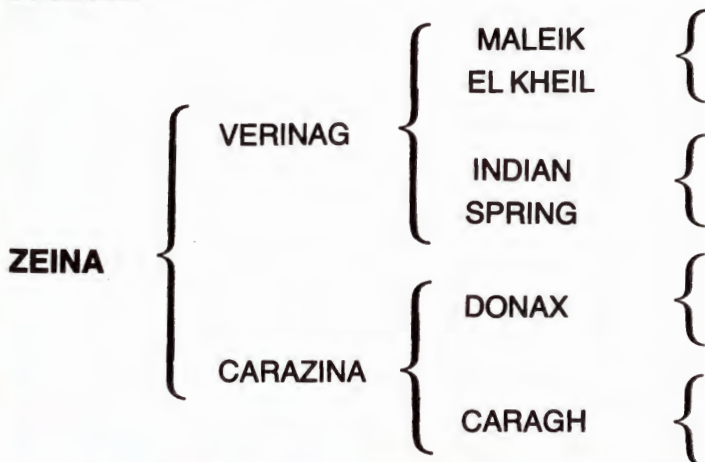 MALEIK
EL KHEIL
VERINAG
INDIAN
SPRING
ZEINA
DONAX
CARAZINA
CARAGH